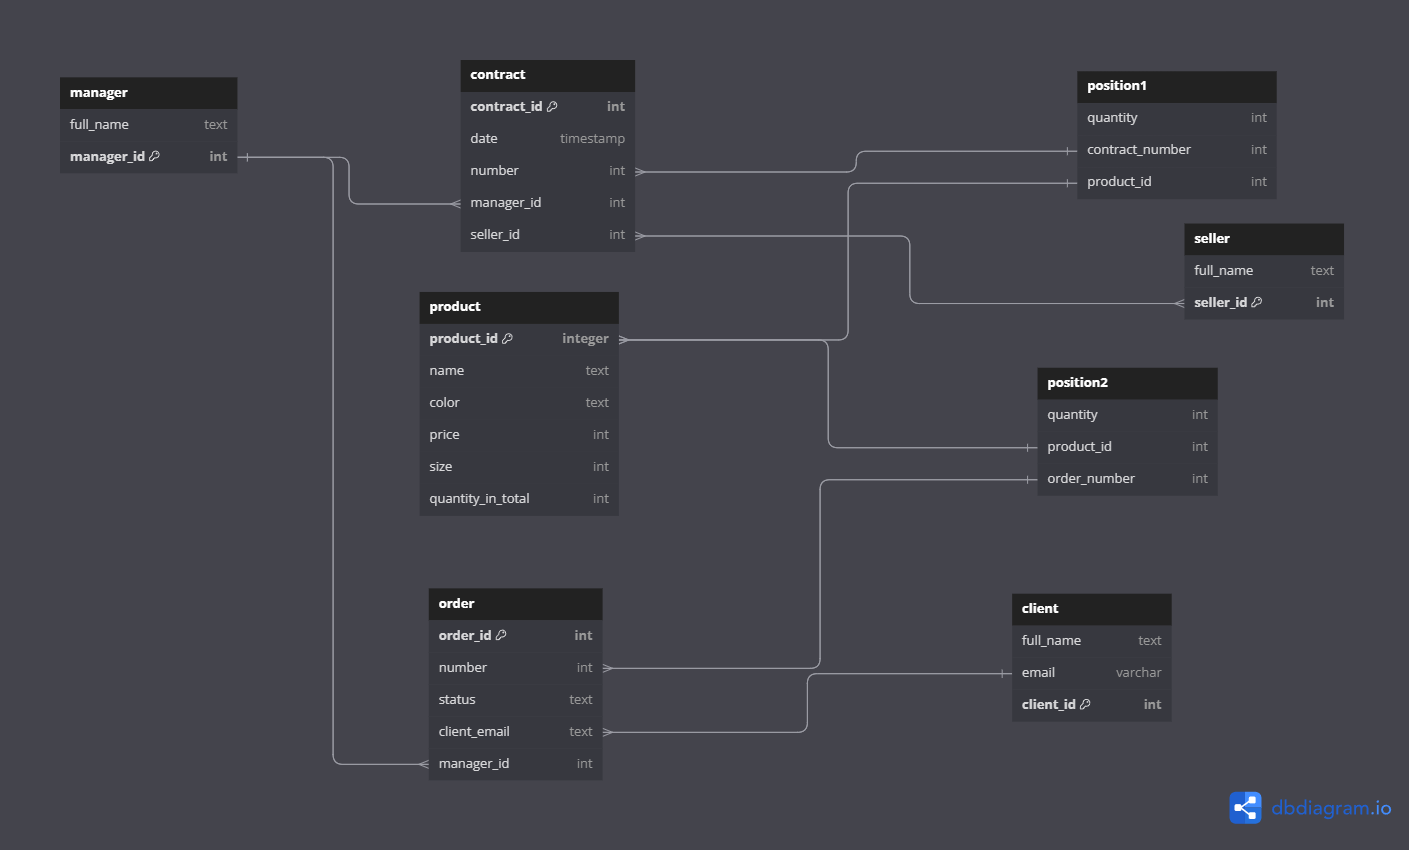 manager
full_name text
manager_id int
contract
contract_id int
date timestamp
number int
manager_id int
seller_id int
position1
quantity int
contract_number int
product_id int
seller
full_name text
seller_id int
product
product_id integer
name text
color text
price int
size int
quantity_in_total int
position2
quantity int
product_id int
order_number int
order
order_id int
number int
status text
client_email text
manager_id int
client
full_name text
email varchar
client_id int
dbdiagram.io